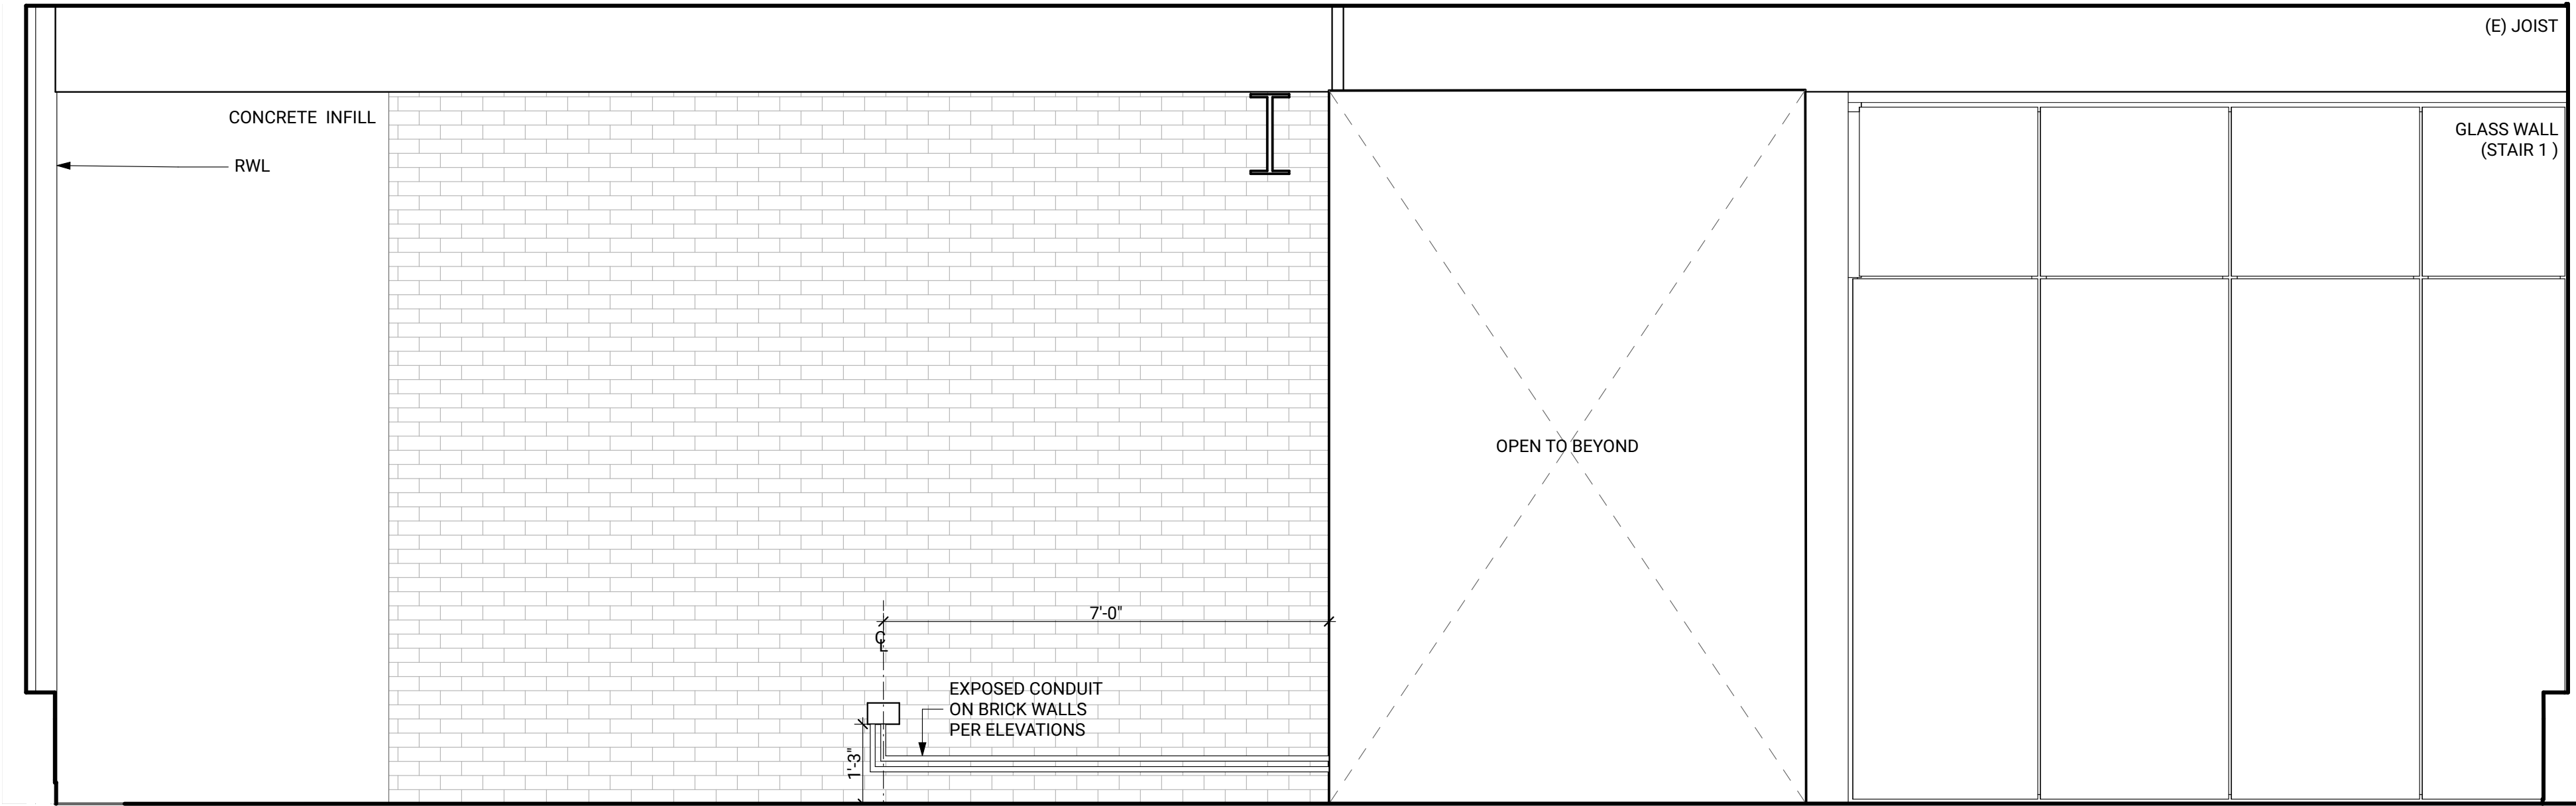 (E) JOIST
CONCRETE INFILL
GLASS WALL
(STAIR 1 )
RWL
OPEN TO BEYOND
7'-0"
CL
EXPOSED CONDUIT
ON BRICK WALLS
PER ELEVATIONS
1'-3"